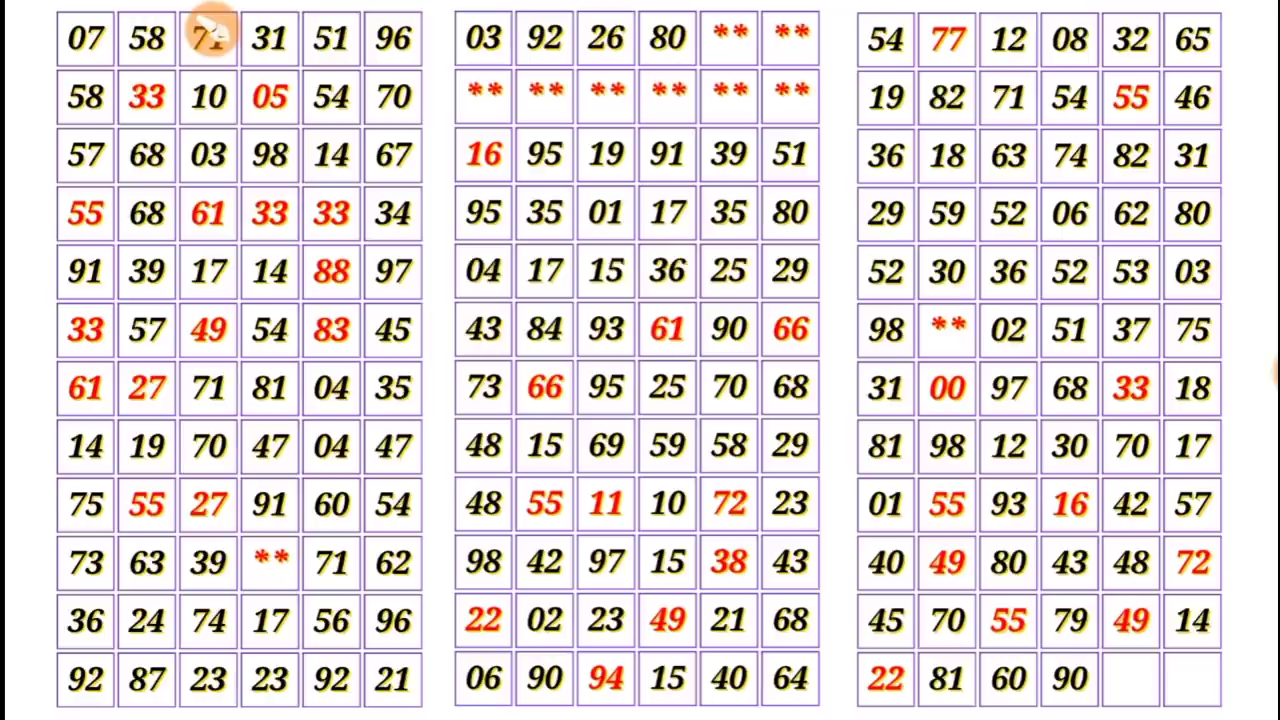 07 58 71 31 51 96
58 33 10 05 54 70
57 68 03 98 14 67
55 68 61 33 33 34
91 39 17 14 88 97
33 57 49 54 83 45
61 27 71 81 04 35
14 19 70 47 04 47
75 55 27 91 60 54
73 63 39 ** 71 62
36 24 74 17 56 96
92 87 23 23 92 21
03 92 26 80 ** **
** ** ** ** ** **
16 95 19 91 39 51
95 35 01 17 35 80
04 17 15 36 25 29
43 84 93 61 90 66
73 66 95 25 70 68
48 15 69 59 58 29
48 55 11 10 72 23
98 42 97 15 38 43
22 02 23 49 21 68
06 90 94 15 40 64
54 77 12 08 32 65
19 82 71 54 55 46
36 18 63 74 82 31
29 59 52 06 62 80
52 30 36 52 53 03
98 ** 02 51 37 75
31 00 97 68 33 18
81 98 12 30 70 17
01 55 93 16 42 57
40 49 80 43 48 72
45 70 55 79 49 14
22 81 60 90